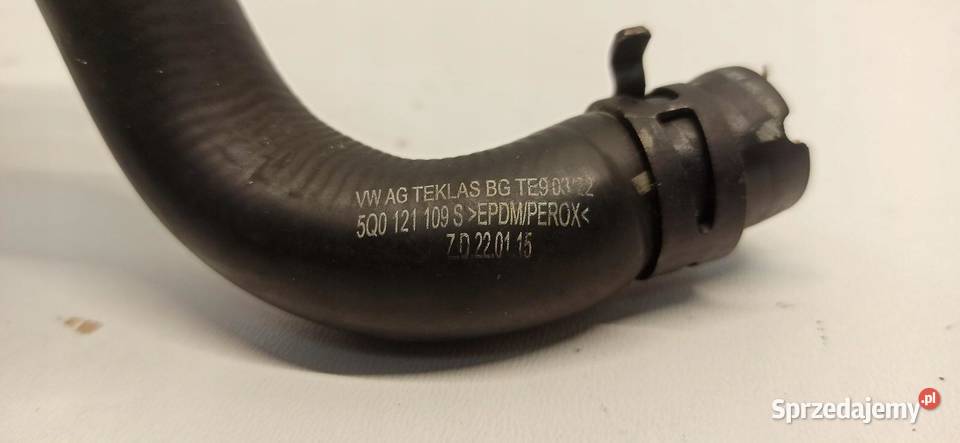 VW AG TEKLAS BG TE9 03/22
5Q0 121 109 S >EPDM/PEROX<
Z.D.22.01.15
Sprzedajemy.pl